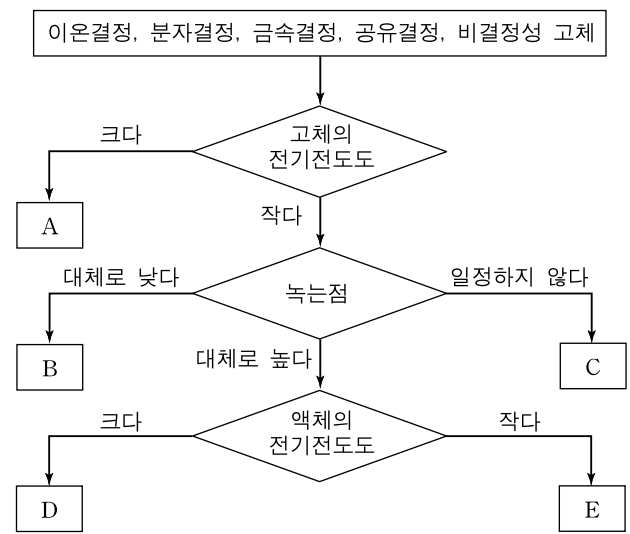 이온결정, 분자결정, 금속결정, 공유결정, 비결정성 고체
고체의
전기전도도
크다
A
작다
녹는점
대체로 낮다
일정하지 않다
B
C
대체로 높다
액체의
전기전도도
크다
작다
D
E